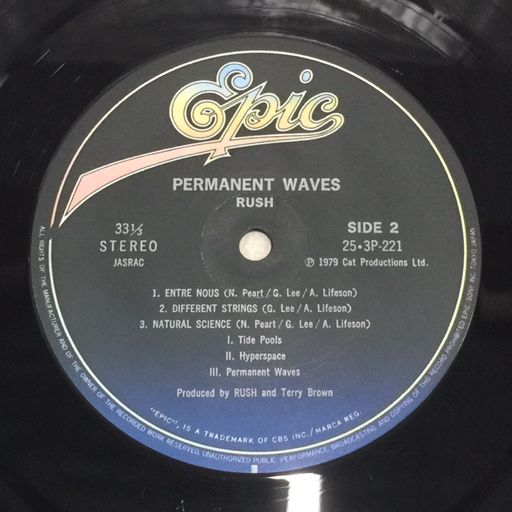 Epic
PERMANENT WAVES
RUSH
33⅓
STEREO
JASRAC
SIDE 2
25・3P-221
Ⓟ 1979 Cat Productions Ltd.
1. ENTRE NOUS (N. Peart/G. Lee/A. Lifeson)
2. DIFFERENT STRINGS (G. Lee/A. Lifeson)
3. NATURAL SCIENCE (N. Peart/G. Lee/A. Lifeson)
I. Tide Pools
II. Hyperspace
III. Permanent Waves
Produced by RUSH and Terry Brown
"EPIC", IS A TRADEMARK OF CBS INC./MARCA REG.
ALL RIGHTS OF THE MANUFACTURER AND OF THE OWNER OF THE RECORDED WORK RESERVED. UNAUTHORIZED PUBLIC PERFORMANCE, BROADCASTING AND COPYING OF THIS RECORD PROHIBITED EPIC SONY INC. TOKYO JAPAN